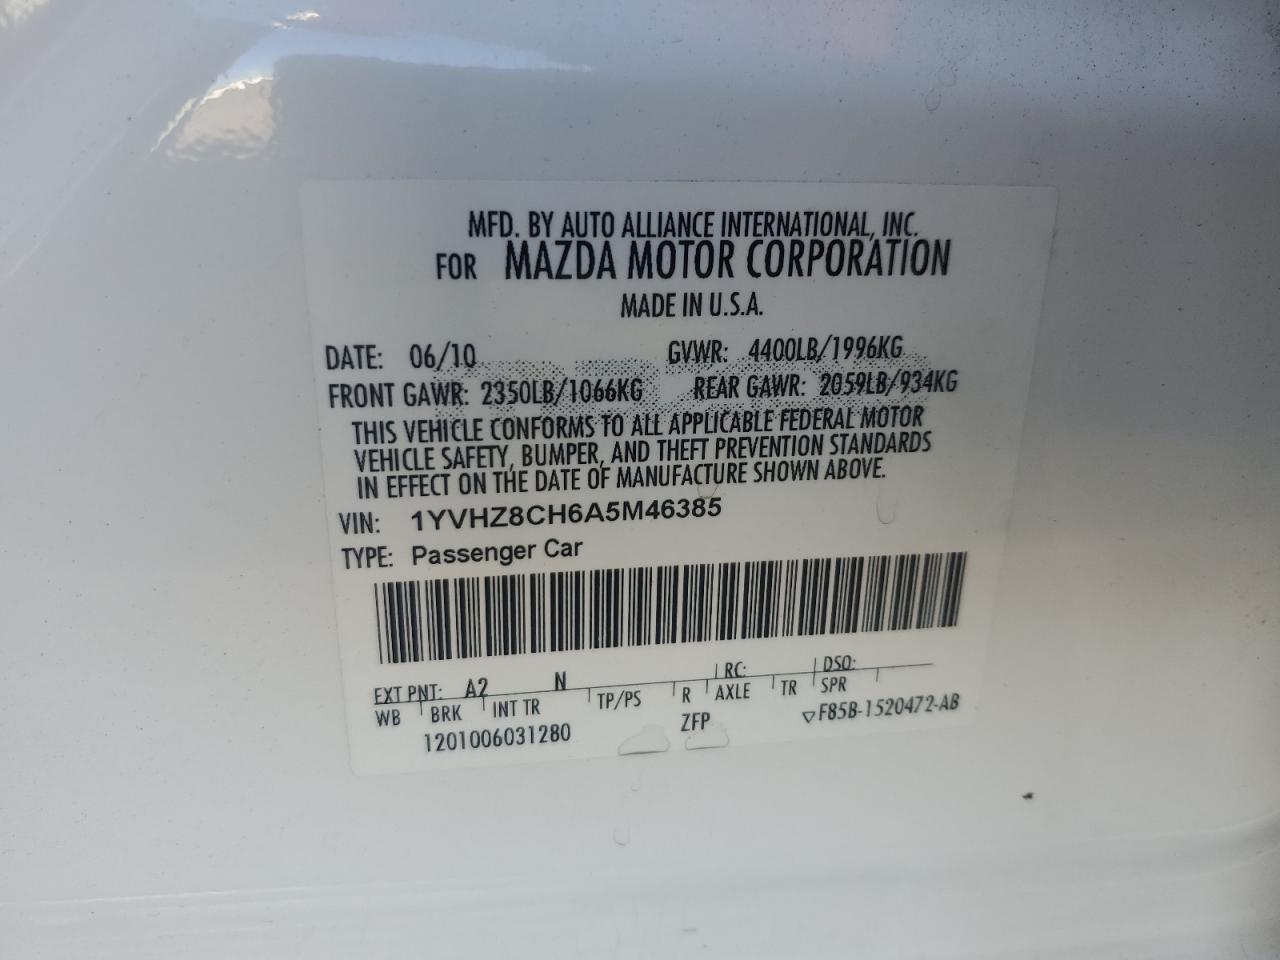 MFD. BY AUTO ALLIANCE INTERNATIONAL, INC.
FOR MAZDA MOTOR CORPORATION
MADE IN U.S.A.
DATE: 06/10 GVWR: 4400LB/1996KG
FRONT GAWR: 2350LB/1066KG REAR GAWR: 2059LB/934KG
THIS VEHICLE CONFORMS TO ALL APPLICABLE FEDERAL MOTOR
VEHICLE SAFETY, BUMPER, AND THEFT PREVENTION STANDARDS
IN EFFECT ON THE DATE OF MANUFACTURE SHOWN ABOVE.
VIN: 1YVHZ8CH6A5M46385
TYPE: Passenger Car
EXT PNT: A2 N RC: DSO:
WB BRK INT TR TP/PS R AXLE TR SPR
1201006031280 ZFP ▽F85B-1520472-AB